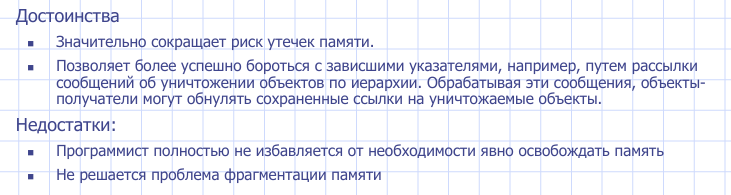 Достоинства
Значительно сокращает риск утечек памяти.
Позволяет более успешно бороться с зависшими указателями, например, путем рассылки
сообщений об уничтожении объектов по иерархии. Обрабатывая эти сообщения, объекты-
получатели могут обнулять сохраненные ссылки на уничтожаемые объекты.
Недостатки:
Программист полностью не избавляется от необходимости явно освобождать память
Не решается проблема фрагментации памяти